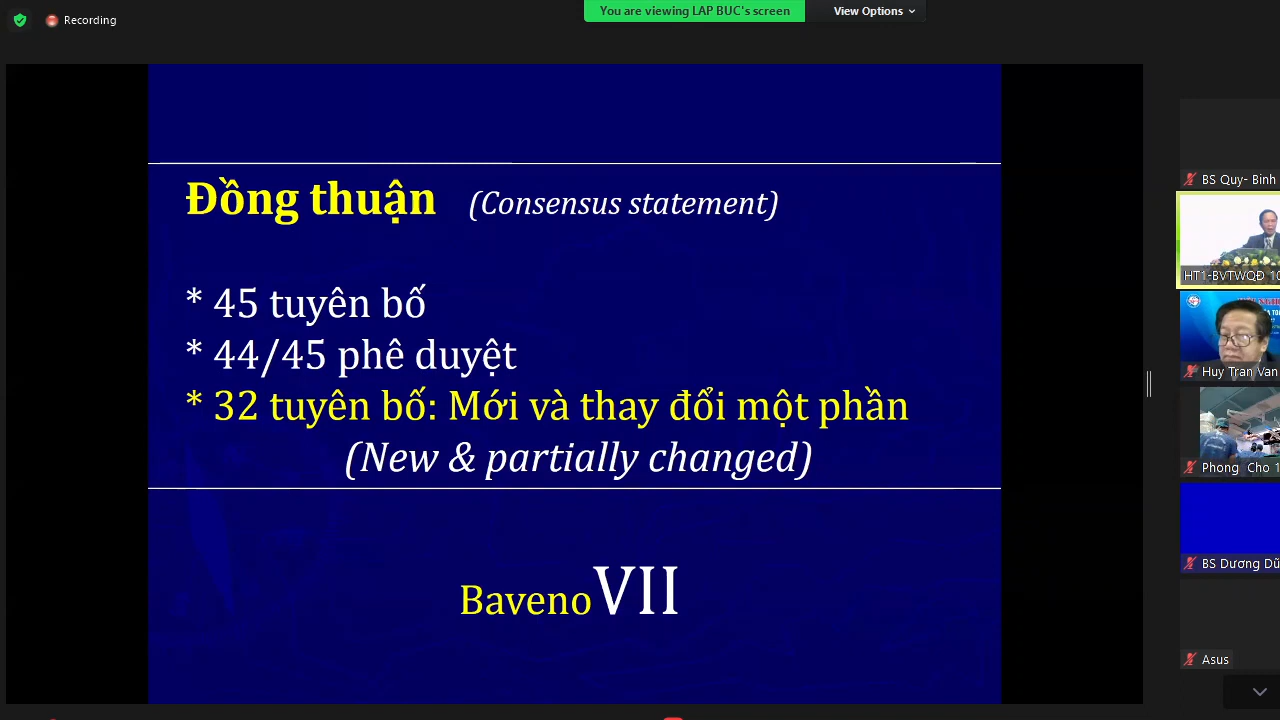 Recording
You are viewing LAP BUC's screen
View Options
Đồng thuận (Consensus statement)
* 45 tuyên bố
* 44/45 phê duyệt
* 32 tuyên bố: Mới và thay đổi một phần
(New & partially changed)
Baveno VII
BS Quy- Binh
HT1-BVTWQĐ 10
Huy Tran Van
Phong Cho 1
BS Dương Dũ
Asus